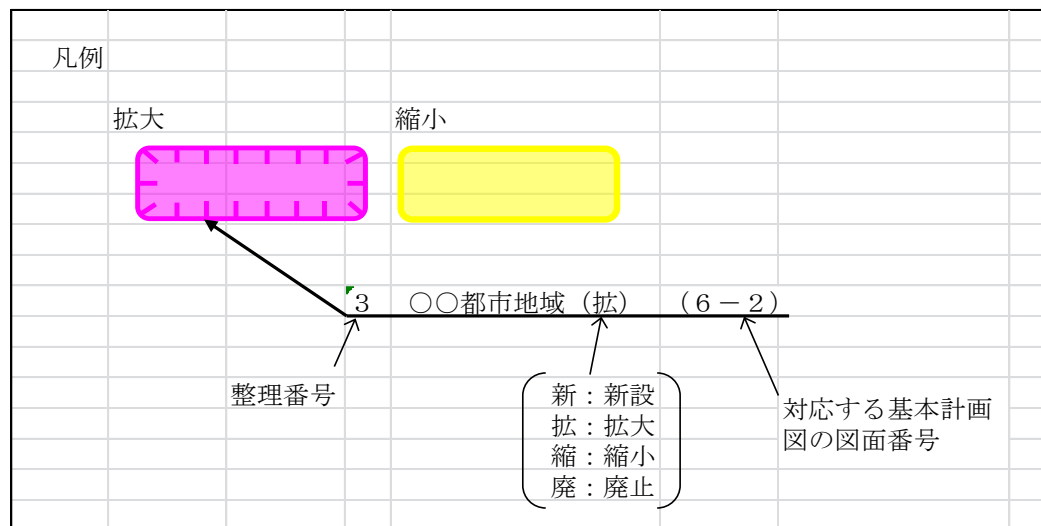 凡例
拡大
縮小
3 ○○都市地域（拡） （6－2）
整理番号
新：新設
拡：拡大
縮：縮小
廃：廃止
対応する基本計画
図の図面番号